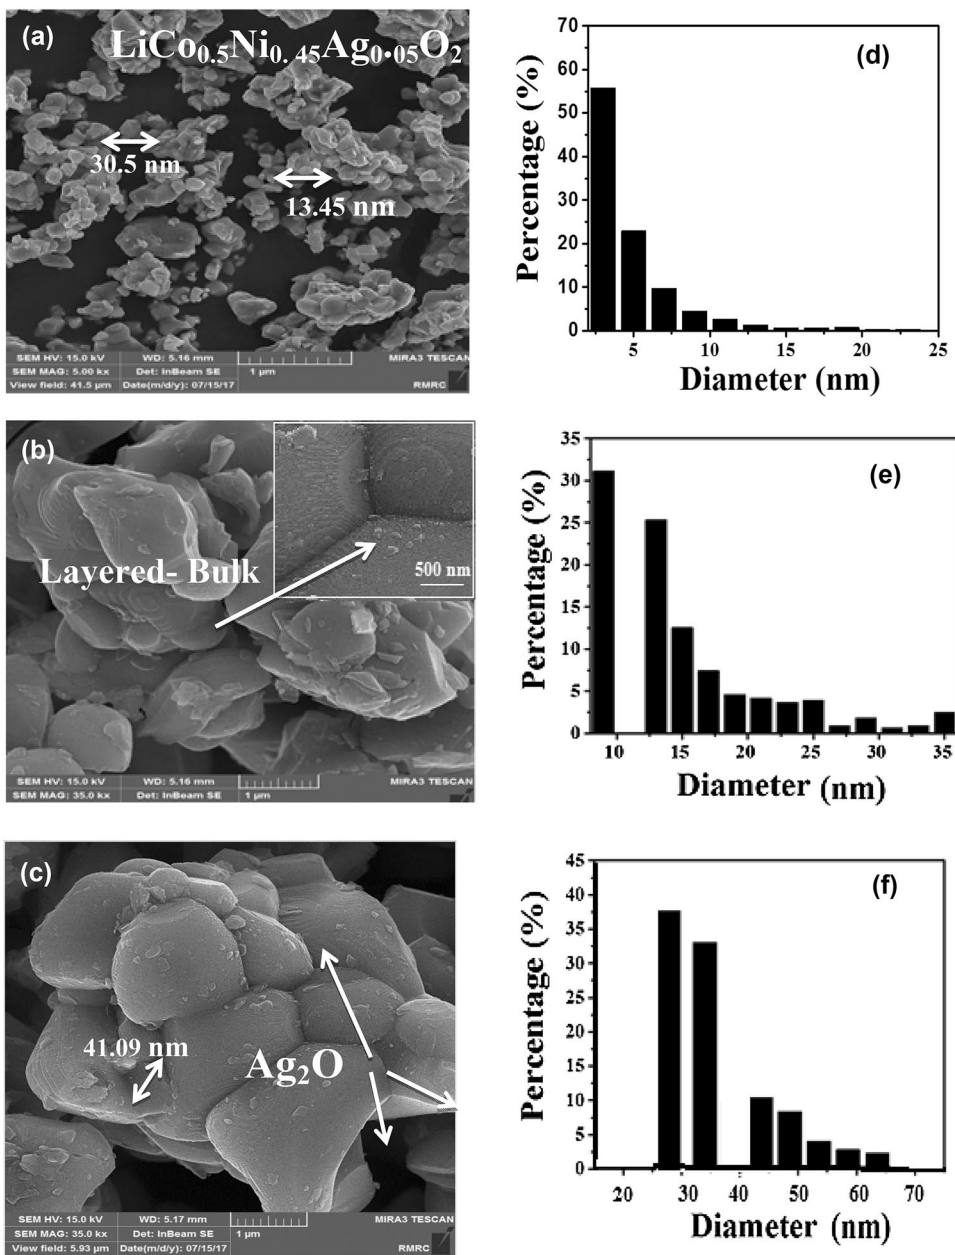 (a) LiCo0.5Ni0.45Ag0.05O2
30.5 nm
13.45 nm
SEM HV: 15.0 kV WD: 5.16 mm MIRA3 TESCAN
SEM MAG: 5.00 kx Det: InBeam SE 1 μm
View field: 41.5 μm Date(m/d/y): 07/15/17 RMRC
(d)
Percentage (%)
70
60
50
40
30
20
10
0
5 10 15 20 25
Diameter (nm)
(b)
Layered- Bulk
500 nm
SEM HV: 15.0 kV WD: 5.16 mm MIRA3 TESCAN
SEM MAG: 35.0 kx Det: InBeam SE 1 μm
(e)
Percentage (%)
35
30
25
20
15
10
5
0
10 15 20 25 30 35
Diameter (nm)
(c)
41.09 nm
Ag2O
SEM HV: 15.0 kV WD: 5.17 mm MIRA3 TESCAN
SEM MAG: 35.0 kx Det: InBeam SE 1 μm
View field: 5.93 μm Date(m/d/y): 07/15/17 RMRC
(f)
Percentage (%)
45
40
35
30
25
20
15
10
5
0
20 30 40 50 60 70
Diameter (nm)